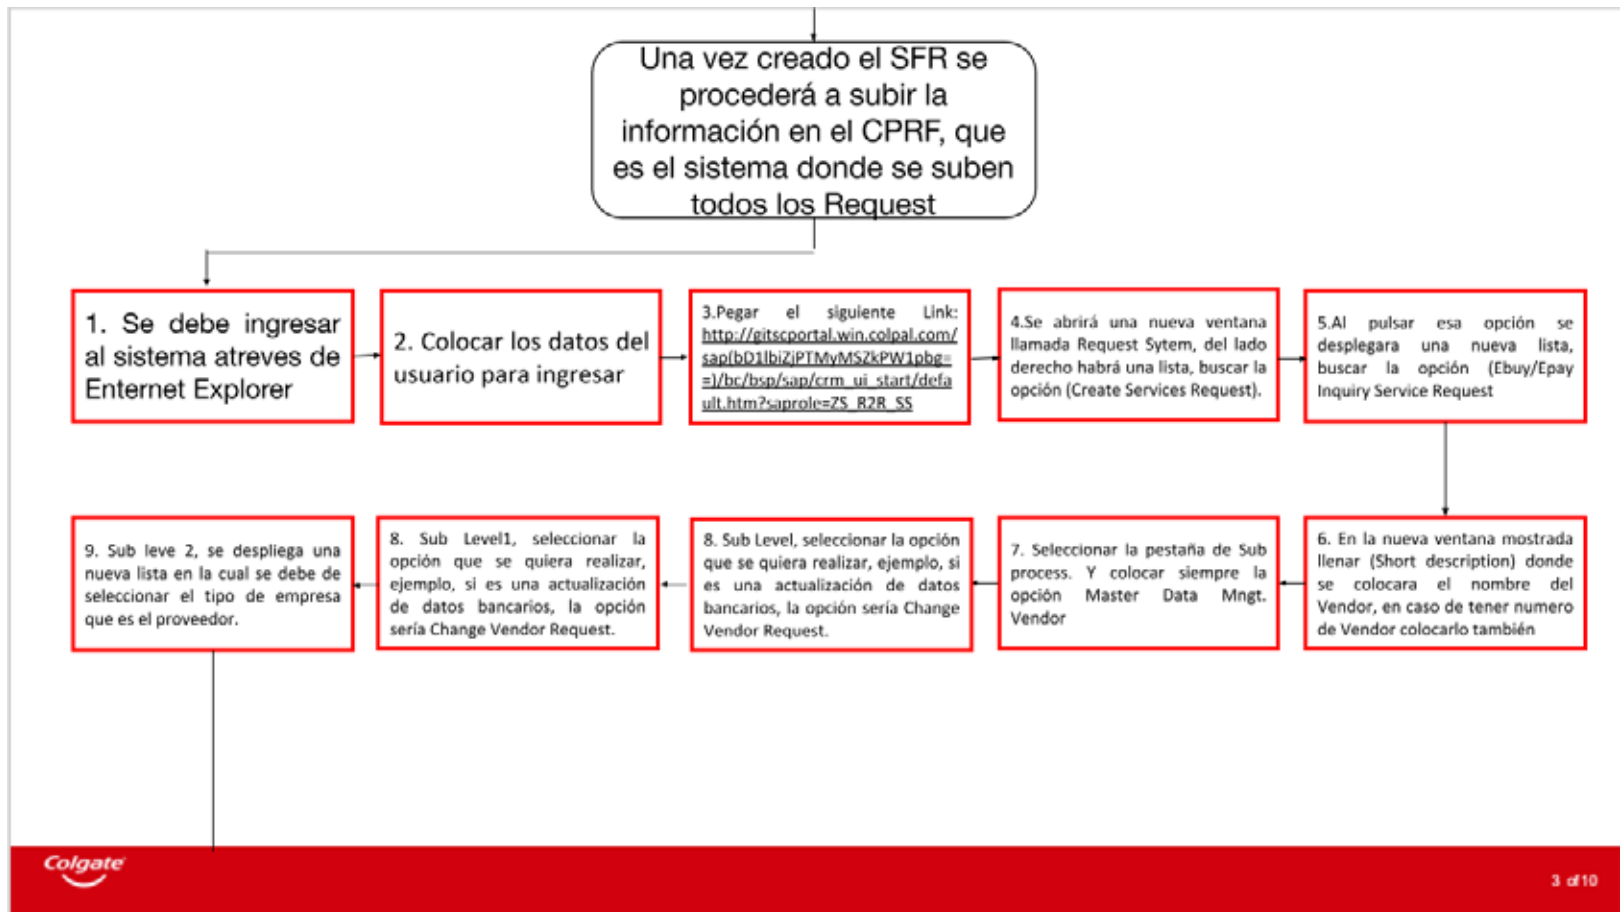 Una vez creado el SFR se
procederá a subir la
información en el CPRF, que
es el sistema donde se suben
todos los Request
1. Se debe ingresar
al sistema atreves de
Enternet Explorer
2. Colocar los datos del
usuario para ingresar
3.Pegar el siguiente Link:
http://gitscportal.win.colpal.com/
sap(bD1lbiZjPTMyMSZkPW1pbg=
=)/bc/bsp/sap/crm_ui_start/defa
ult.htm?saprole=ZS_R2R_SS
4.Se abrirá una nueva ventana
llamada Request Sytem, del lado
derecho habrá una lista, buscar la
opción (Create Services Request).
5.Al pulsar esa opción se
desplegara una nueva lista,
buscar la opción (Ebuy/Epay
Inquiry Service Request
9. Sub leve 2, se despliega una
nueva lista en la cual se debe de
seleccionar el tipo de empresa
que es el proveedor.
8. Sub Level1, seleccionar la
opción que se quiera realizar,
ejemplo, si es una actualización
de datos bancarios, la opción
sería Change Vendor Request.
8. Sub Level, seleccionar la opción
que se quiera realizar, ejemplo, si
es una actualización de datos
bancarios, la opción sería Change
Vendor Request.
7. Seleccionar la pestaña de Sub
process. Y colocar siempre la
opción Master Data Mngt.
Vendor
6. En la nueva ventana mostrada
llenar (Short description) donde
se colocara el nombre del
Vendor, en caso de tener numero
de Vendor colocarlo también
Colgate
3 of 10